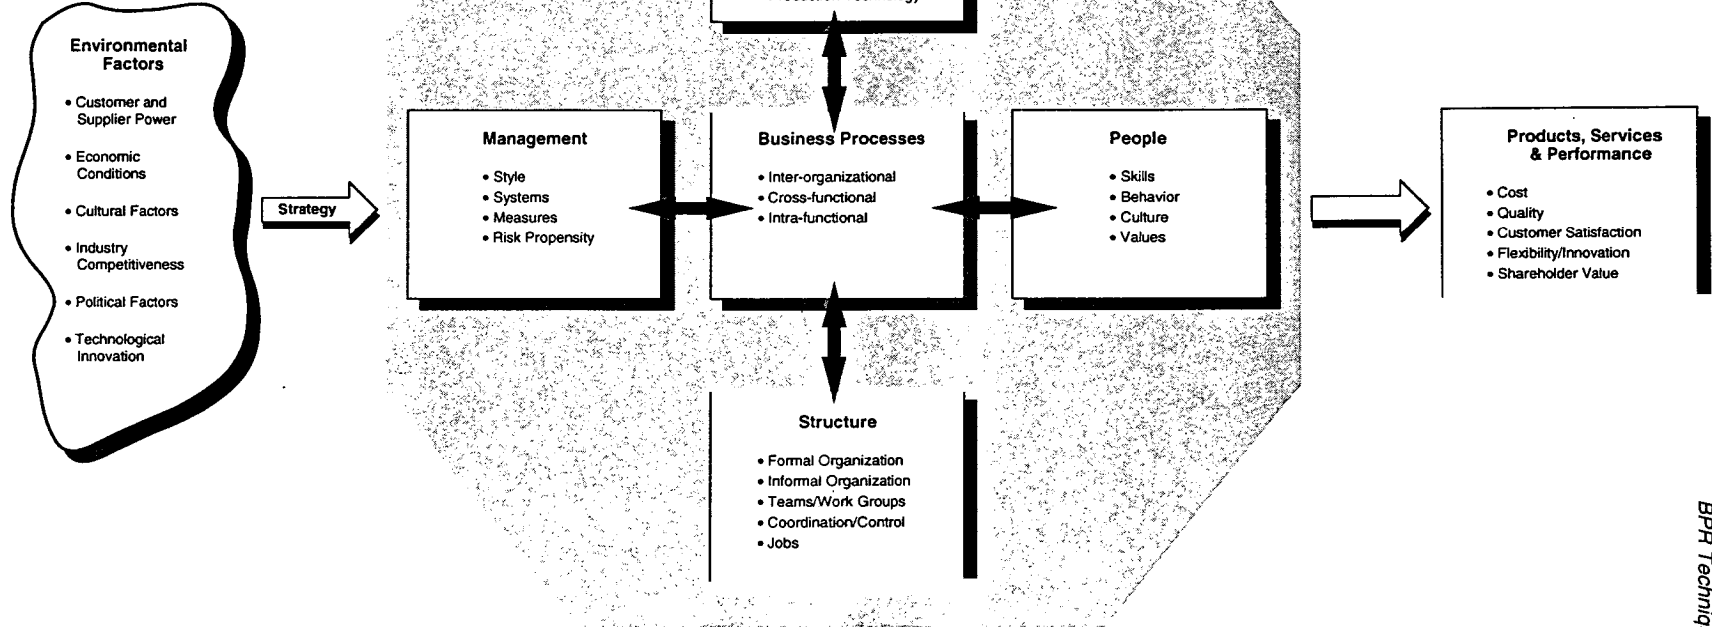 Environmental
Factors
• Customer and
Supplier Power
• Economic
Conditions
• Cultural Factors
• Industry
Competitiveness
• Political Factors
• Technological
Innovation
Strategy
Management
• Style
• Systems
• Measures
• Risk Propensity
Business Processes
• Inter-organizational
• Cross-functional
• Intra-functional
People
• Skills
• Behavior
• Culture
• Values
Structure
• Formal Organization
• Informal Organization
• Teams/Work Groups
• Coordination/Control
• Jobs
Products, Services
& Performance
• Cost
• Quality
• Customer Satisfaction
• Flexibility/Innovation
• Shareholder Value
BPR Techniq